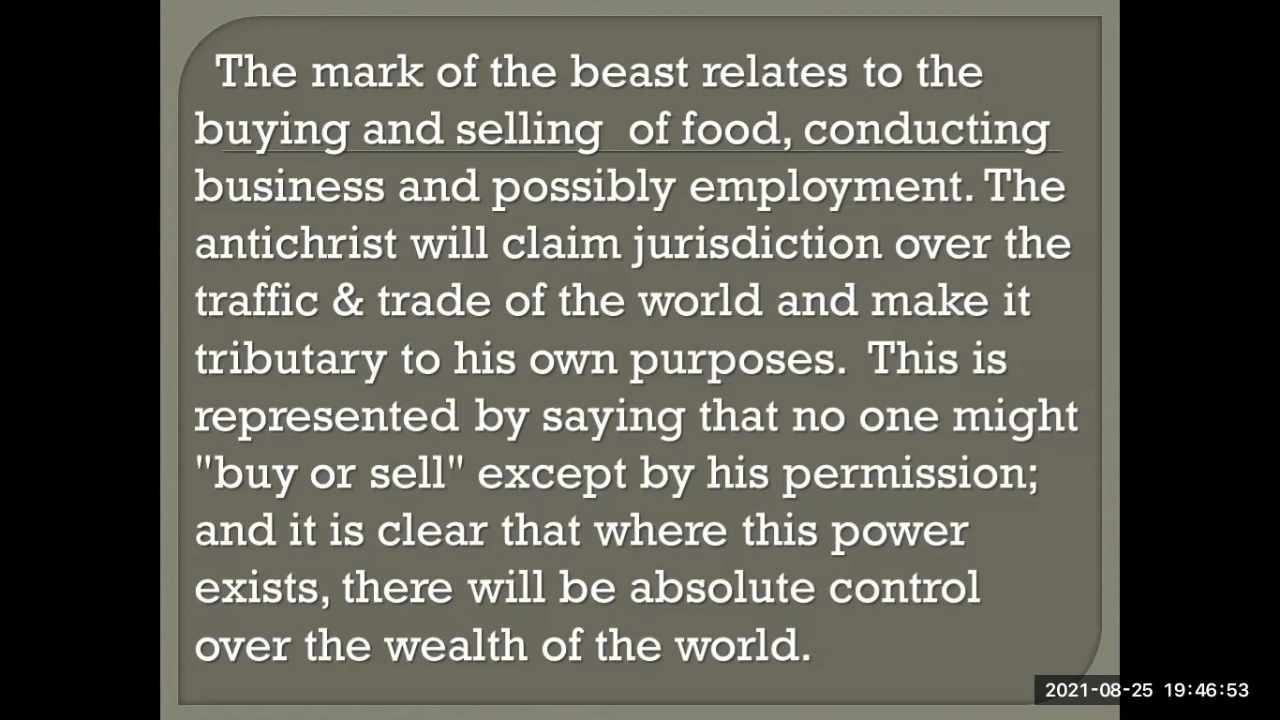 The mark of the beast relates to the
buying and selling  of food, conducting
business and possibly employment. The
antichrist will claim jurisdiction over the
traffic & trade of the world and make it
tributary to his own purposes.  This is
represented by saying that no one might
"buy or sell" except by his permission;
and it is clear that where this power
exists, there will be absolute control
over the wealth of the world.
2021-08-25 19:46:53